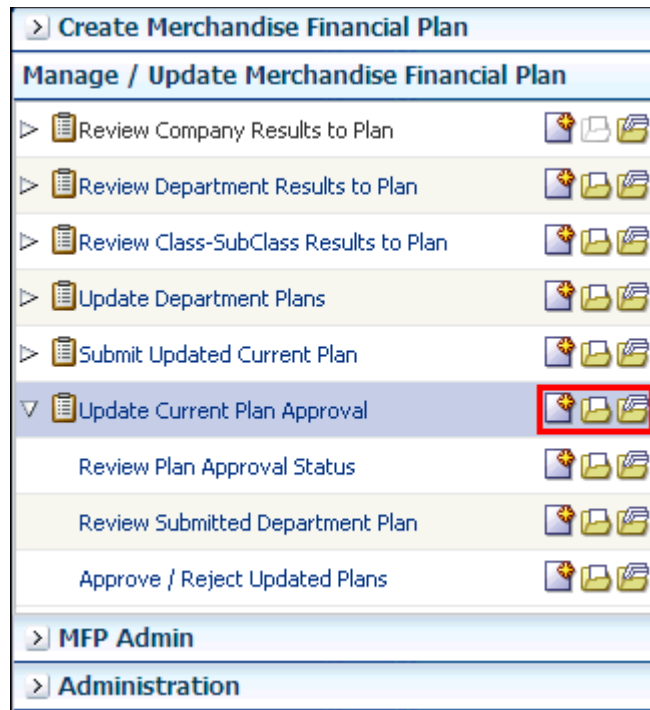 Create Merchandise Financial Plan
Manage / Update Merchandise Financial Plan
Review Company Results to Plan
Review Department Results to Plan
Review Class-SubClass Results to Plan
Update Department Plans
Submit Updated Current Plan
Update Current Plan Approval
Review Plan Approval Status
Review Submitted Department Plan
Approve / Reject Updated Plans
MFP Admin
Administration